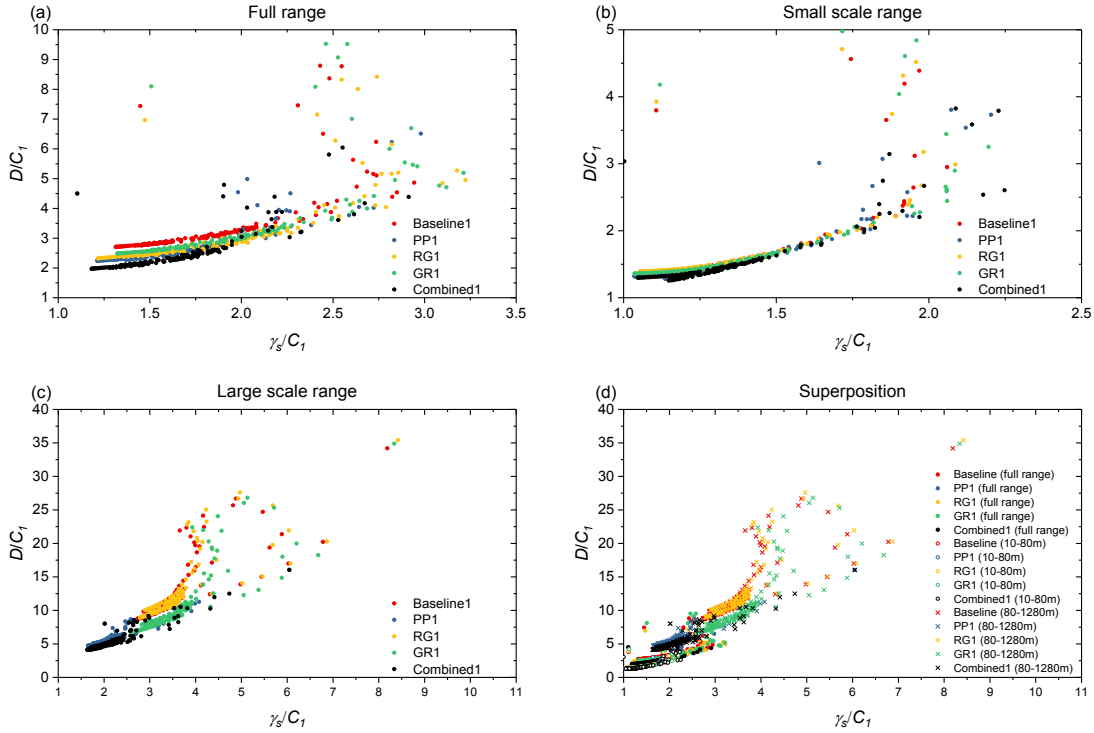 (a) Full range
10
9
8
7
6
5
4
3
2
1
D/C1
1.0 1.5 2.0 2.5 3.0 3.5
γs/C1
Baseline1
PP1
RG1
GR1
Combined1
(b) Small scale range
5
4
3
2
1
D/C1
1.0 1.5 2.0 2.5
γs/C1
Baseline1
PP1
RG1
GR1
Combined1
(c) Large scale range
40
35
30
25
20
15
10
5
0
D/C1
1 2 3 4 5 6 7 8 9 10 11
γs/C1
Baseline1
PP1
RG1
GR1
Combined1
(d) Superposition
40
35
30
25
20
15
10
5
0
D/C1
1 2 3 4 5 6 7 8 9 10 11
γs/C1
Baseline (full range)
PP1 (full range)
RG1 (full range)
GR1 (full range)
Combined1 (full range)
Baseline (10-80m)
PP1 (10-80m)
RG1 (10-80m)
GR1 (10-80m)
Combined1 (10-80m)
Baseline (80-1280m)
PP1 (80-1280m)
RG1 (80-1280m)
GR1 (80-1280m)
Combined1 (80-1280m)